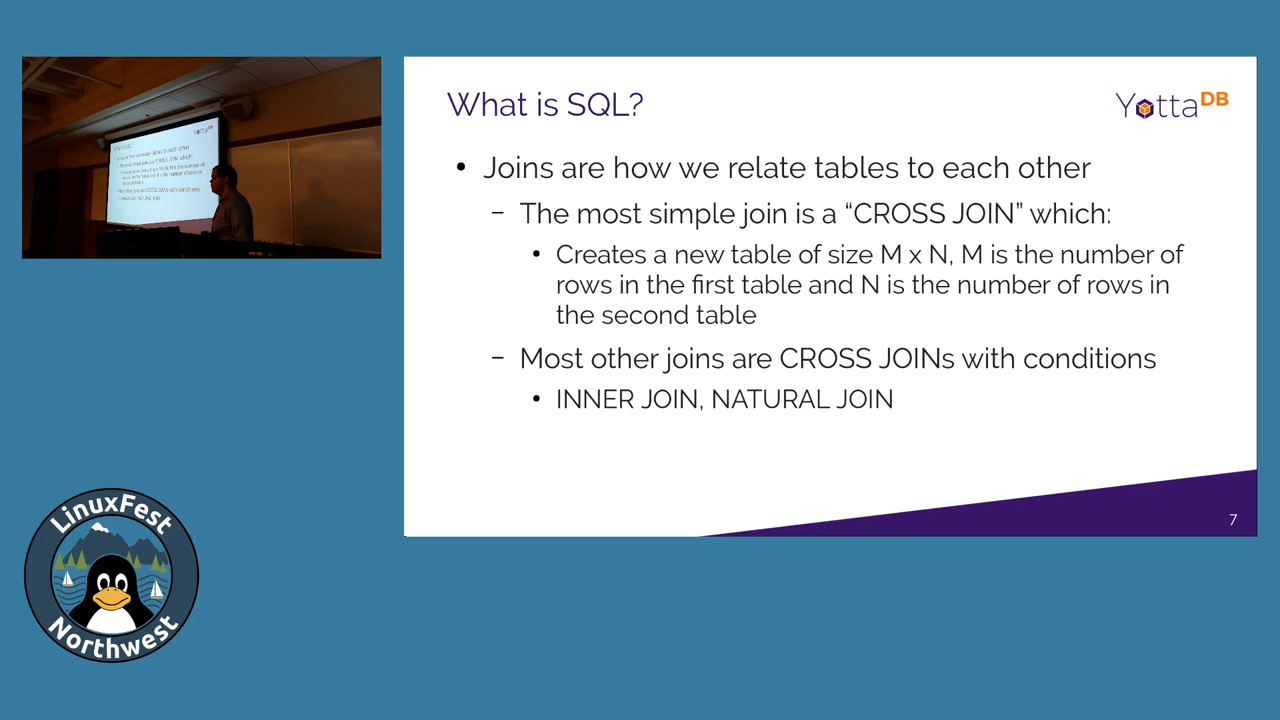 What is SQL?
YottaDB
• Joins are how we relate tables to each other
– The most simple join is a “CROSS JOIN” which:
• Creates a new table of size M x N, M is the number of
rows in the first table and N is the number of rows in
the second table
– Most other joins are CROSS JOINs with conditions
• INNER JOIN, NATURAL JOIN
7
LinuxFest
Northwest